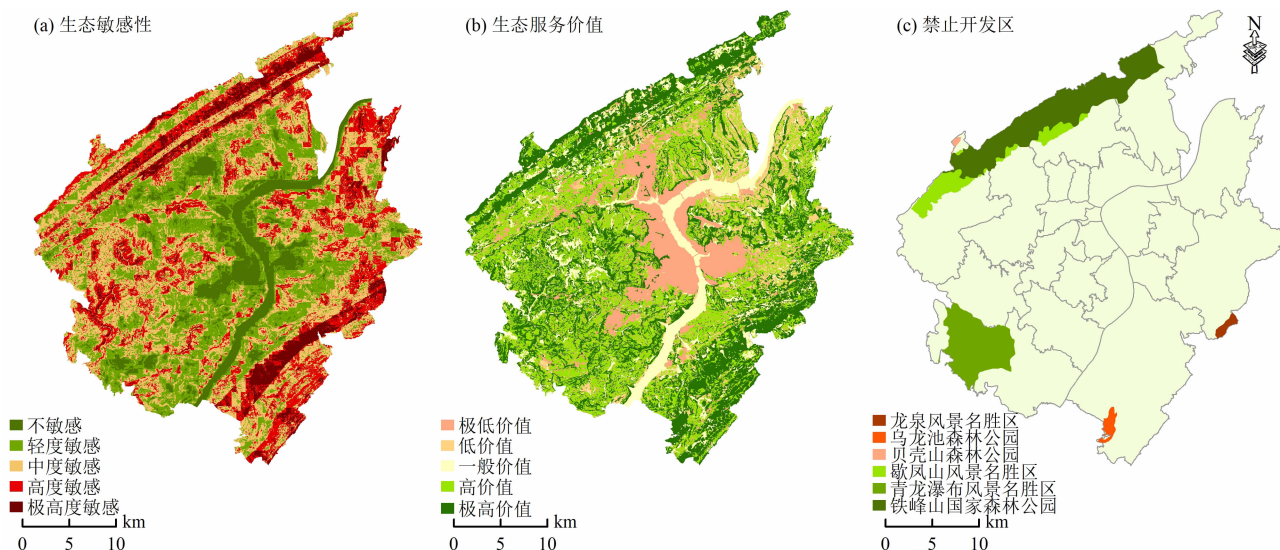 (a) 生态敏感性
不敏感
轻度敏感
中度敏感
高度敏感
极高度敏感
km
0 5 10
(b) 生态服务价值
极低价值
低价值
一般价值
高价值
极高价值
km
0 5 10
(c) 禁止开发区
N
龙泉风景名胜区
乌龙池森林公园
贝壳山森林公园
歇凤山风景名胜区
青龙瀑布风景名胜区
铁峰山国家森林公园
km
0 5 10